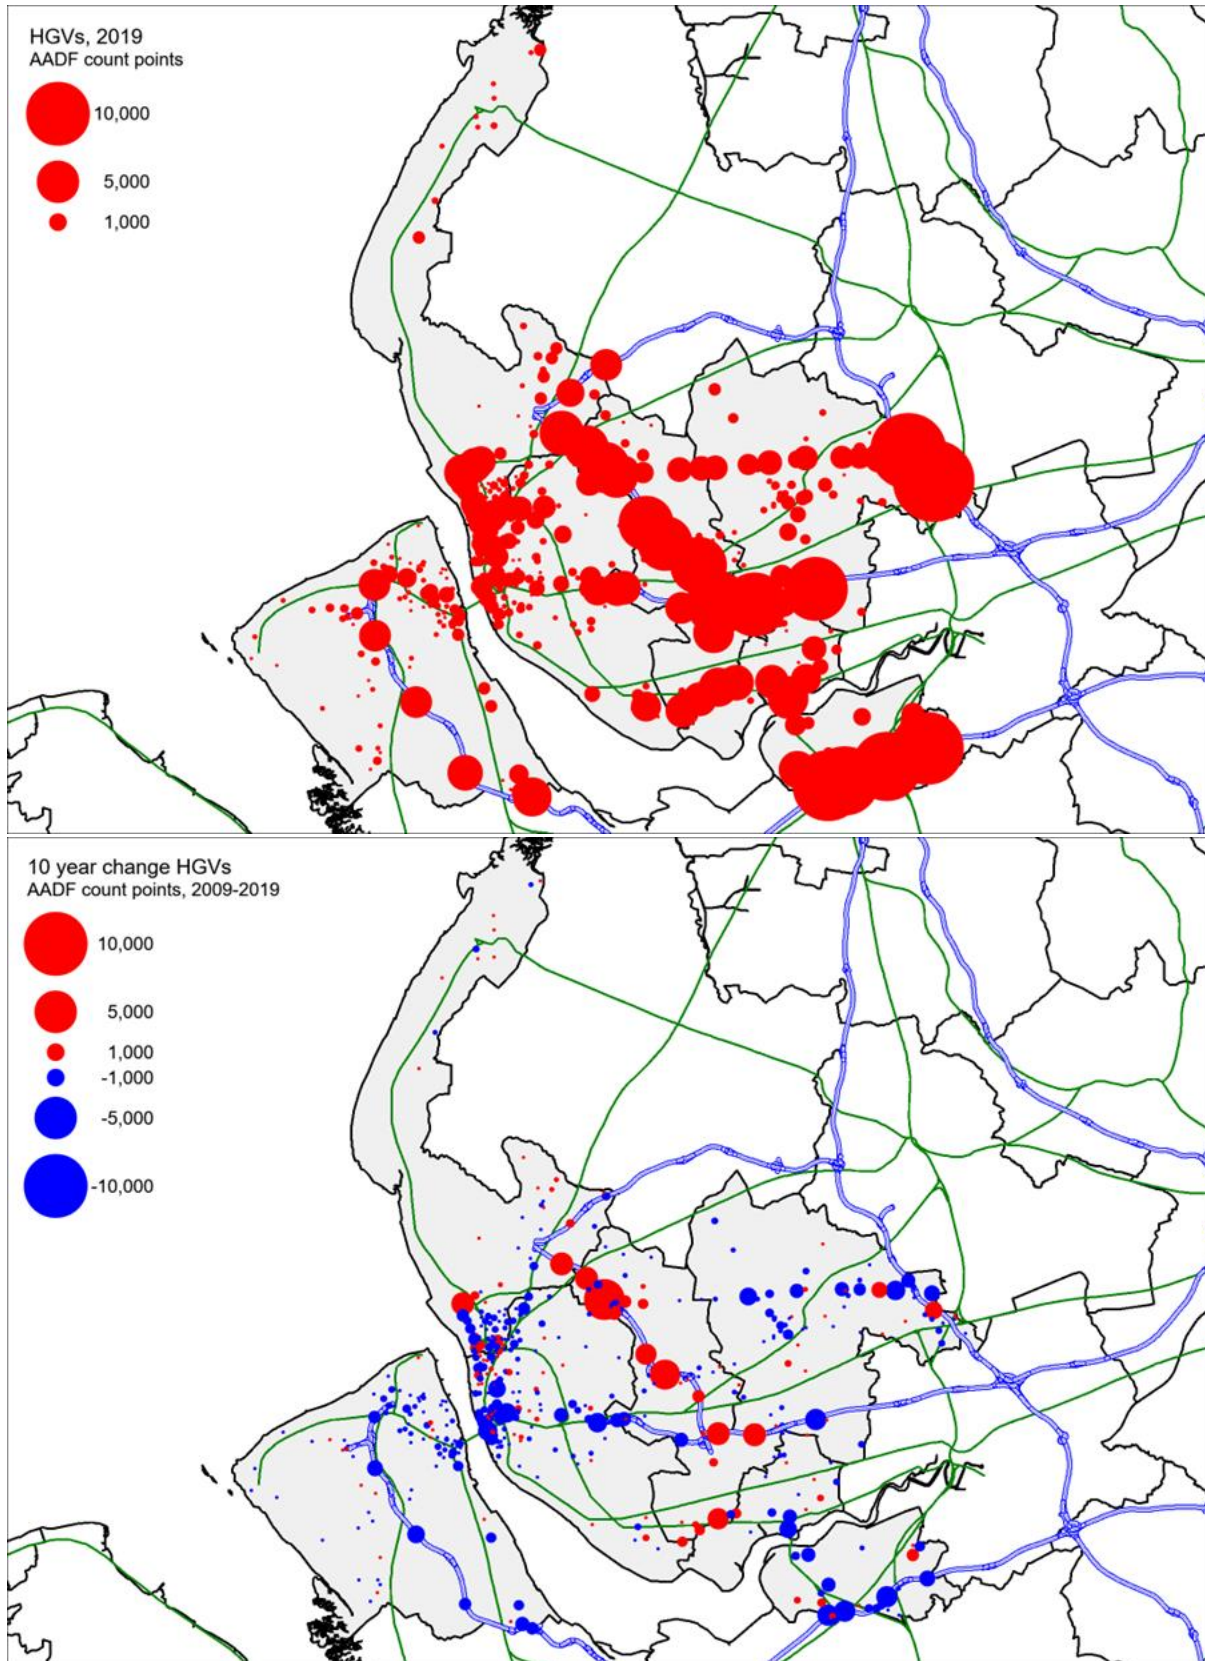 HGVs, 2019
AADF count points
10,000
5,000
1,000
10 year change HGVs
AADF count points, 2009-2019
10,000
5,000
1,000
-1,000
-5,000
-10,000